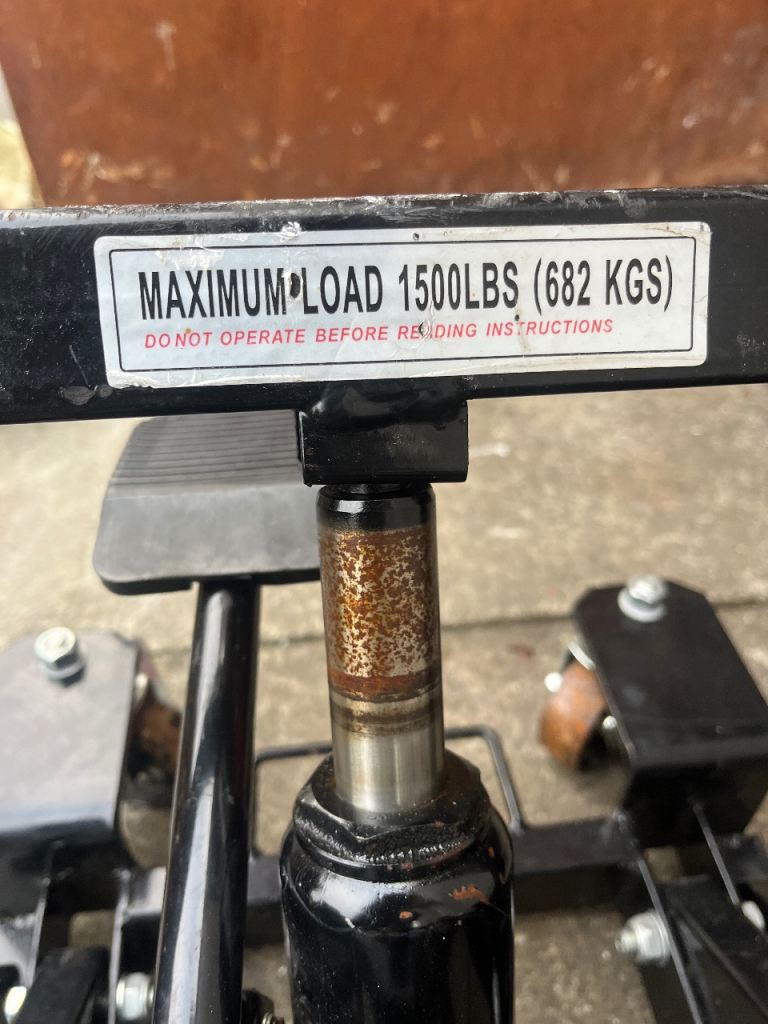 MAXIMUM LOAD 1500LBS (682 KGS)
DO NOT OPERATE BEFORE READING INSTRUCTIONS